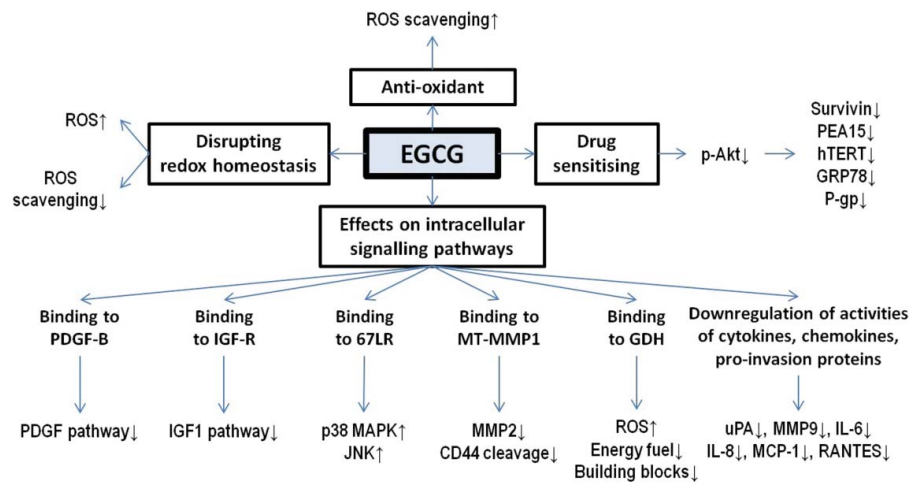 ROS scavenging↑
Anti-oxidant
ROS↑
Disrupting
redox homeostasis
ROS
scavenging↓
EGCG
Drug
sensitising
p-Akt↓
Survivin↓
PEA15↓
hTERT↓
GRP78↓
P-gp↓
Effects on intracellular
signalling pathways
Binding to
PDGF-B
Binding
to IGF-R
Binding
to 67LR
Binding to
MT-MMP1
Binding
to GDH
Downregulation of activities
of cytokines, chemokines,
pro-invasion proteins
PDGF pathway↓
IGF1 pathway↓
p38 MAPK↑
JNK↑
MMP2↓
CD44 cleavage↓
ROS↑
Energy fuel↓
Building blocks↓
uPA↓, MMP9↓, IL-6↓
IL-8↓, MCP-1↓, RANTES↓